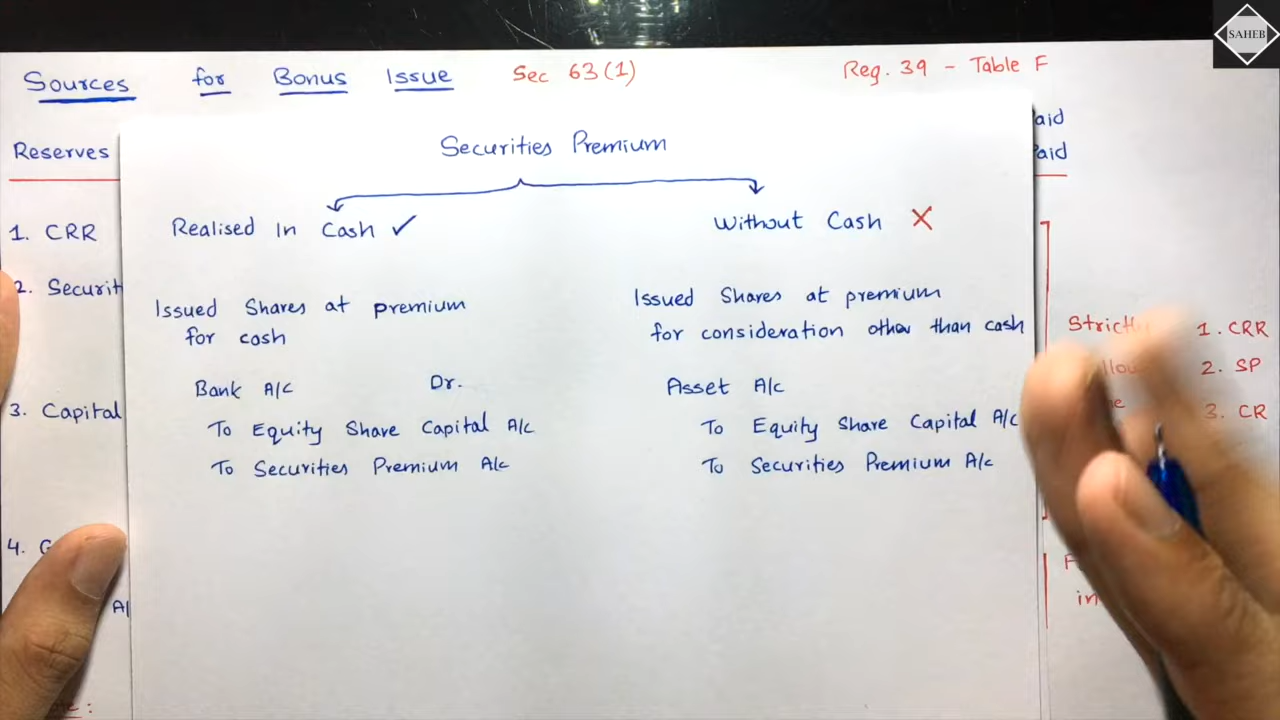 SAHEB
Sources for Bonus Issue Sec 63(1) Reg. 39 - Table F
Securities Premium
Reserves
Realised In Cash ✓ Without Cash ✗
1. CRR
2. Securit
Issued Shares at premium for cash
Issued Shares at premium for consideration other than cash
Bank A/c Dr.
To Equity Share Capital A/c
To Securities Premium A/c
Asset A/c
To Equity Share Capital A/c
To Securities Premium A/c
3. Capital
4. G
1. CRR
2. SP
3. CR
in